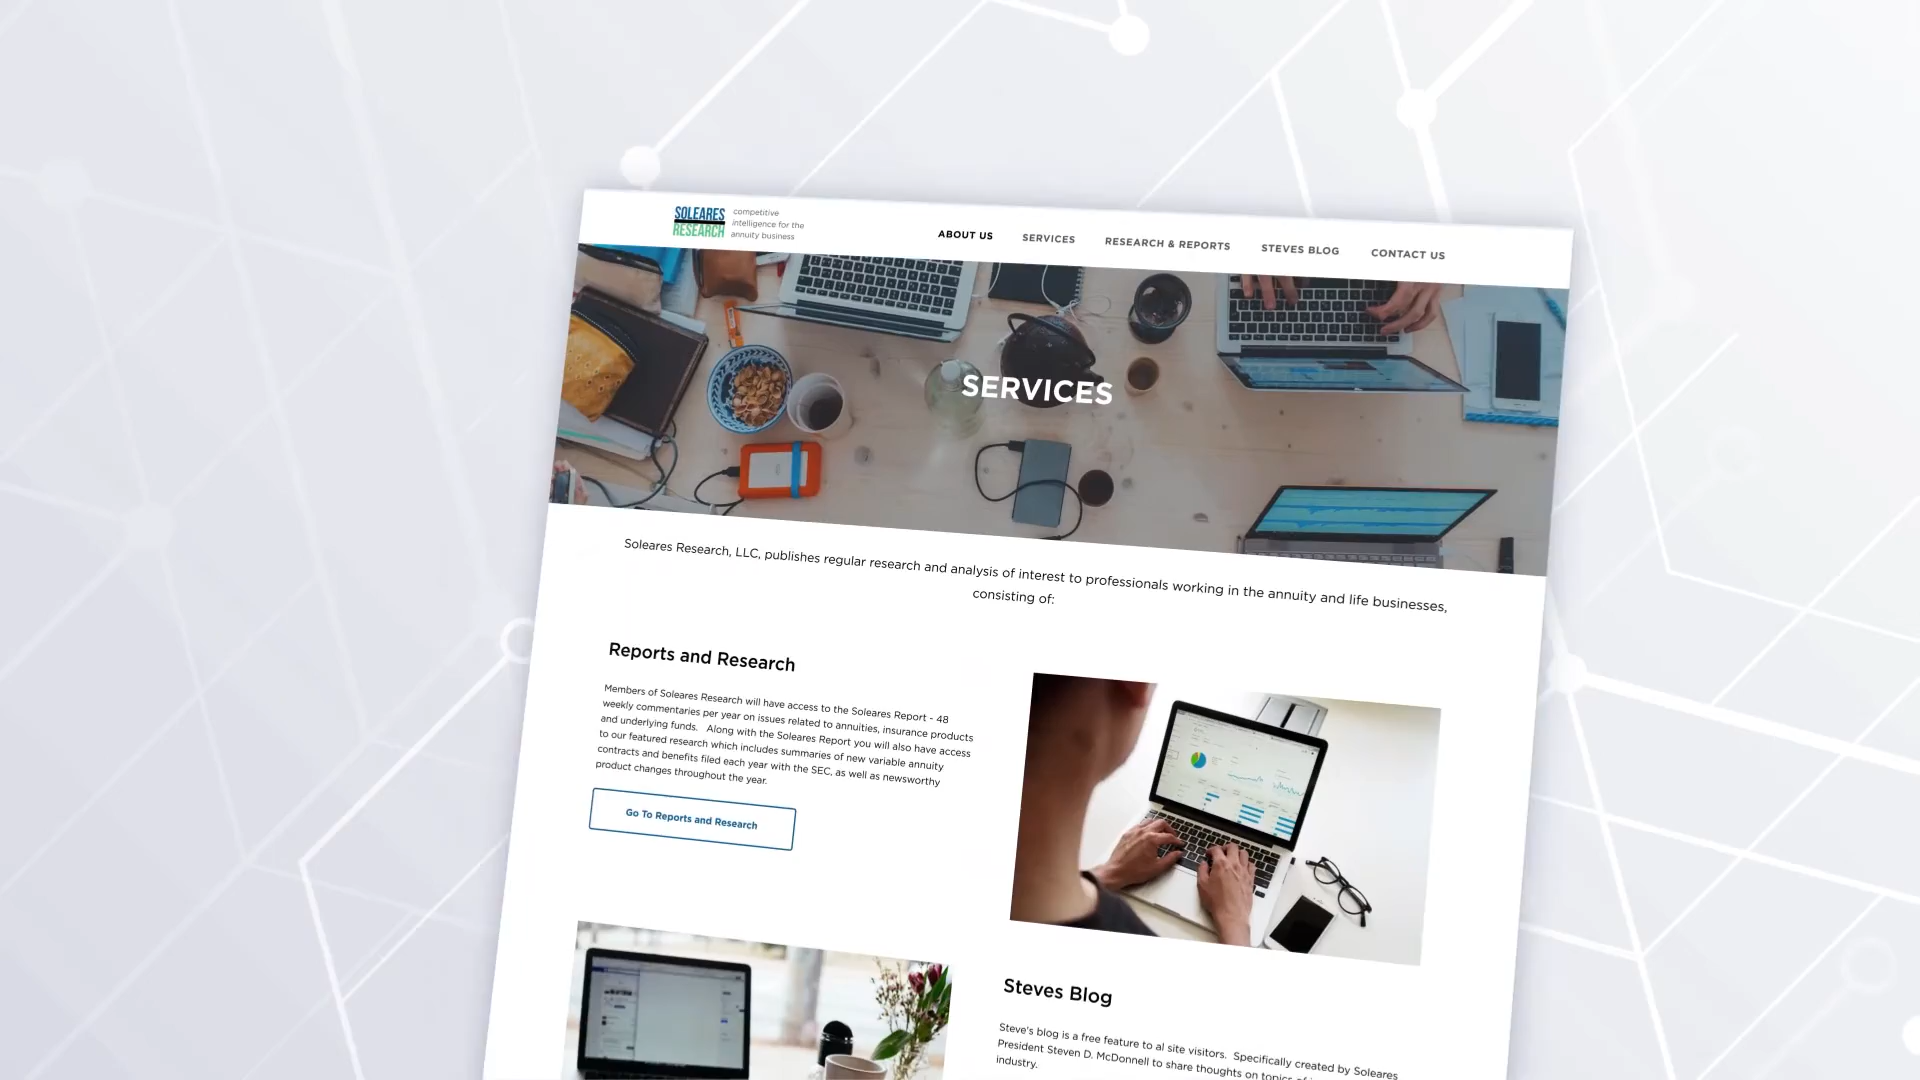 SOLEARES
RESEARCH
competitive
intelligence for the
annuity business
ABOUT US SERVICES RESEARCH & REPORTS STEVES BLOG CONTACT US
SERVICES
Soleares Research, LLC, publishes regular research and analysis of interest to professionals working in the annuity and life businesses,
consisting of:
Reports and Research
Members of Soleares Research will have access to the Soleares Report - 48
weekly commentaries per year on issues related to annuities, insurance products
and underlying funds. Along with the Soleares Report you will also have access
to our featured research which includes summaries of new variable annuity
contracts and benefits filed each year with the SEC, as well as newsworthy
product changes throughout the year.
Go To Reports and Research
Steves Blog
Steve's blog is a free feature to al site visitors. Specifically created by Soleares
President Steven D. McDonnell to share thoughts on topics
industry.